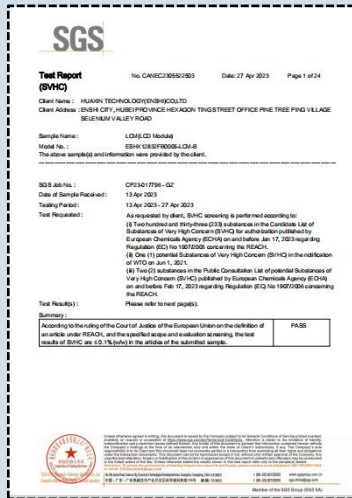 SGS
Test Report No. CANEC2305522503 Date: 27 Apr 2023 Page 1 of 24
(SVHC)
Client Name : HUAXIN TECHNOLOGY(ENSHI)CO,LTD
Client Address : ENSHI CITY, HUBEI PROVINCE HEXAGON TING STREET OFFICE PINE TREE PING VILLAGE
SELENIUM VALLEY ROAD
Sample Name : LCM(LCD Module)
Model No. : ESHX12832FB0005-LCM-B
The above sample(s) and information were provided by the client.
SGS Job No. : CP23-017796 - GZ
Date of Sample Received : 13 Apr 2023
Testing Period : 13 Apr 2023 - 27 Apr 2023
Test Requested : As requested by client, SVHC screening is performed according to:
(i) Two hundred and thirty-three (233) substances in the Candidate List of
Substances of Very High Concern (SVHC) for authorization published by
European Chemicals Agency (ECHA) on and before Jan 17, 2023 regarding
Regulation (EC) No 1907/2006 concerning the REACH.
(ii) One (1) potential Substances of Very High Concern (SVHC) in the notification
of WTO on Jun 1, 2021.
(iii) Two (2) substances in the Public Consultation List of potential Substances of
Very High Concern (SVHC) published by European Chemicals Agency (ECHA)
on and before Feb 17, 2023 regarding Regulation (EC) No 1907/2006 concerning
the REACH.
Test Result(s) : Please refer to next page(s).
Summary :
According to the ruling of the Court of Justice of the European Union on the definition of PASS
an article under REACH, and the specified scope and evaluation screening, the test
results of SVHC are ≤ 0.1% (w/w) in the articles of the submitted sample.
Member of the SGS Group (SGS SA)